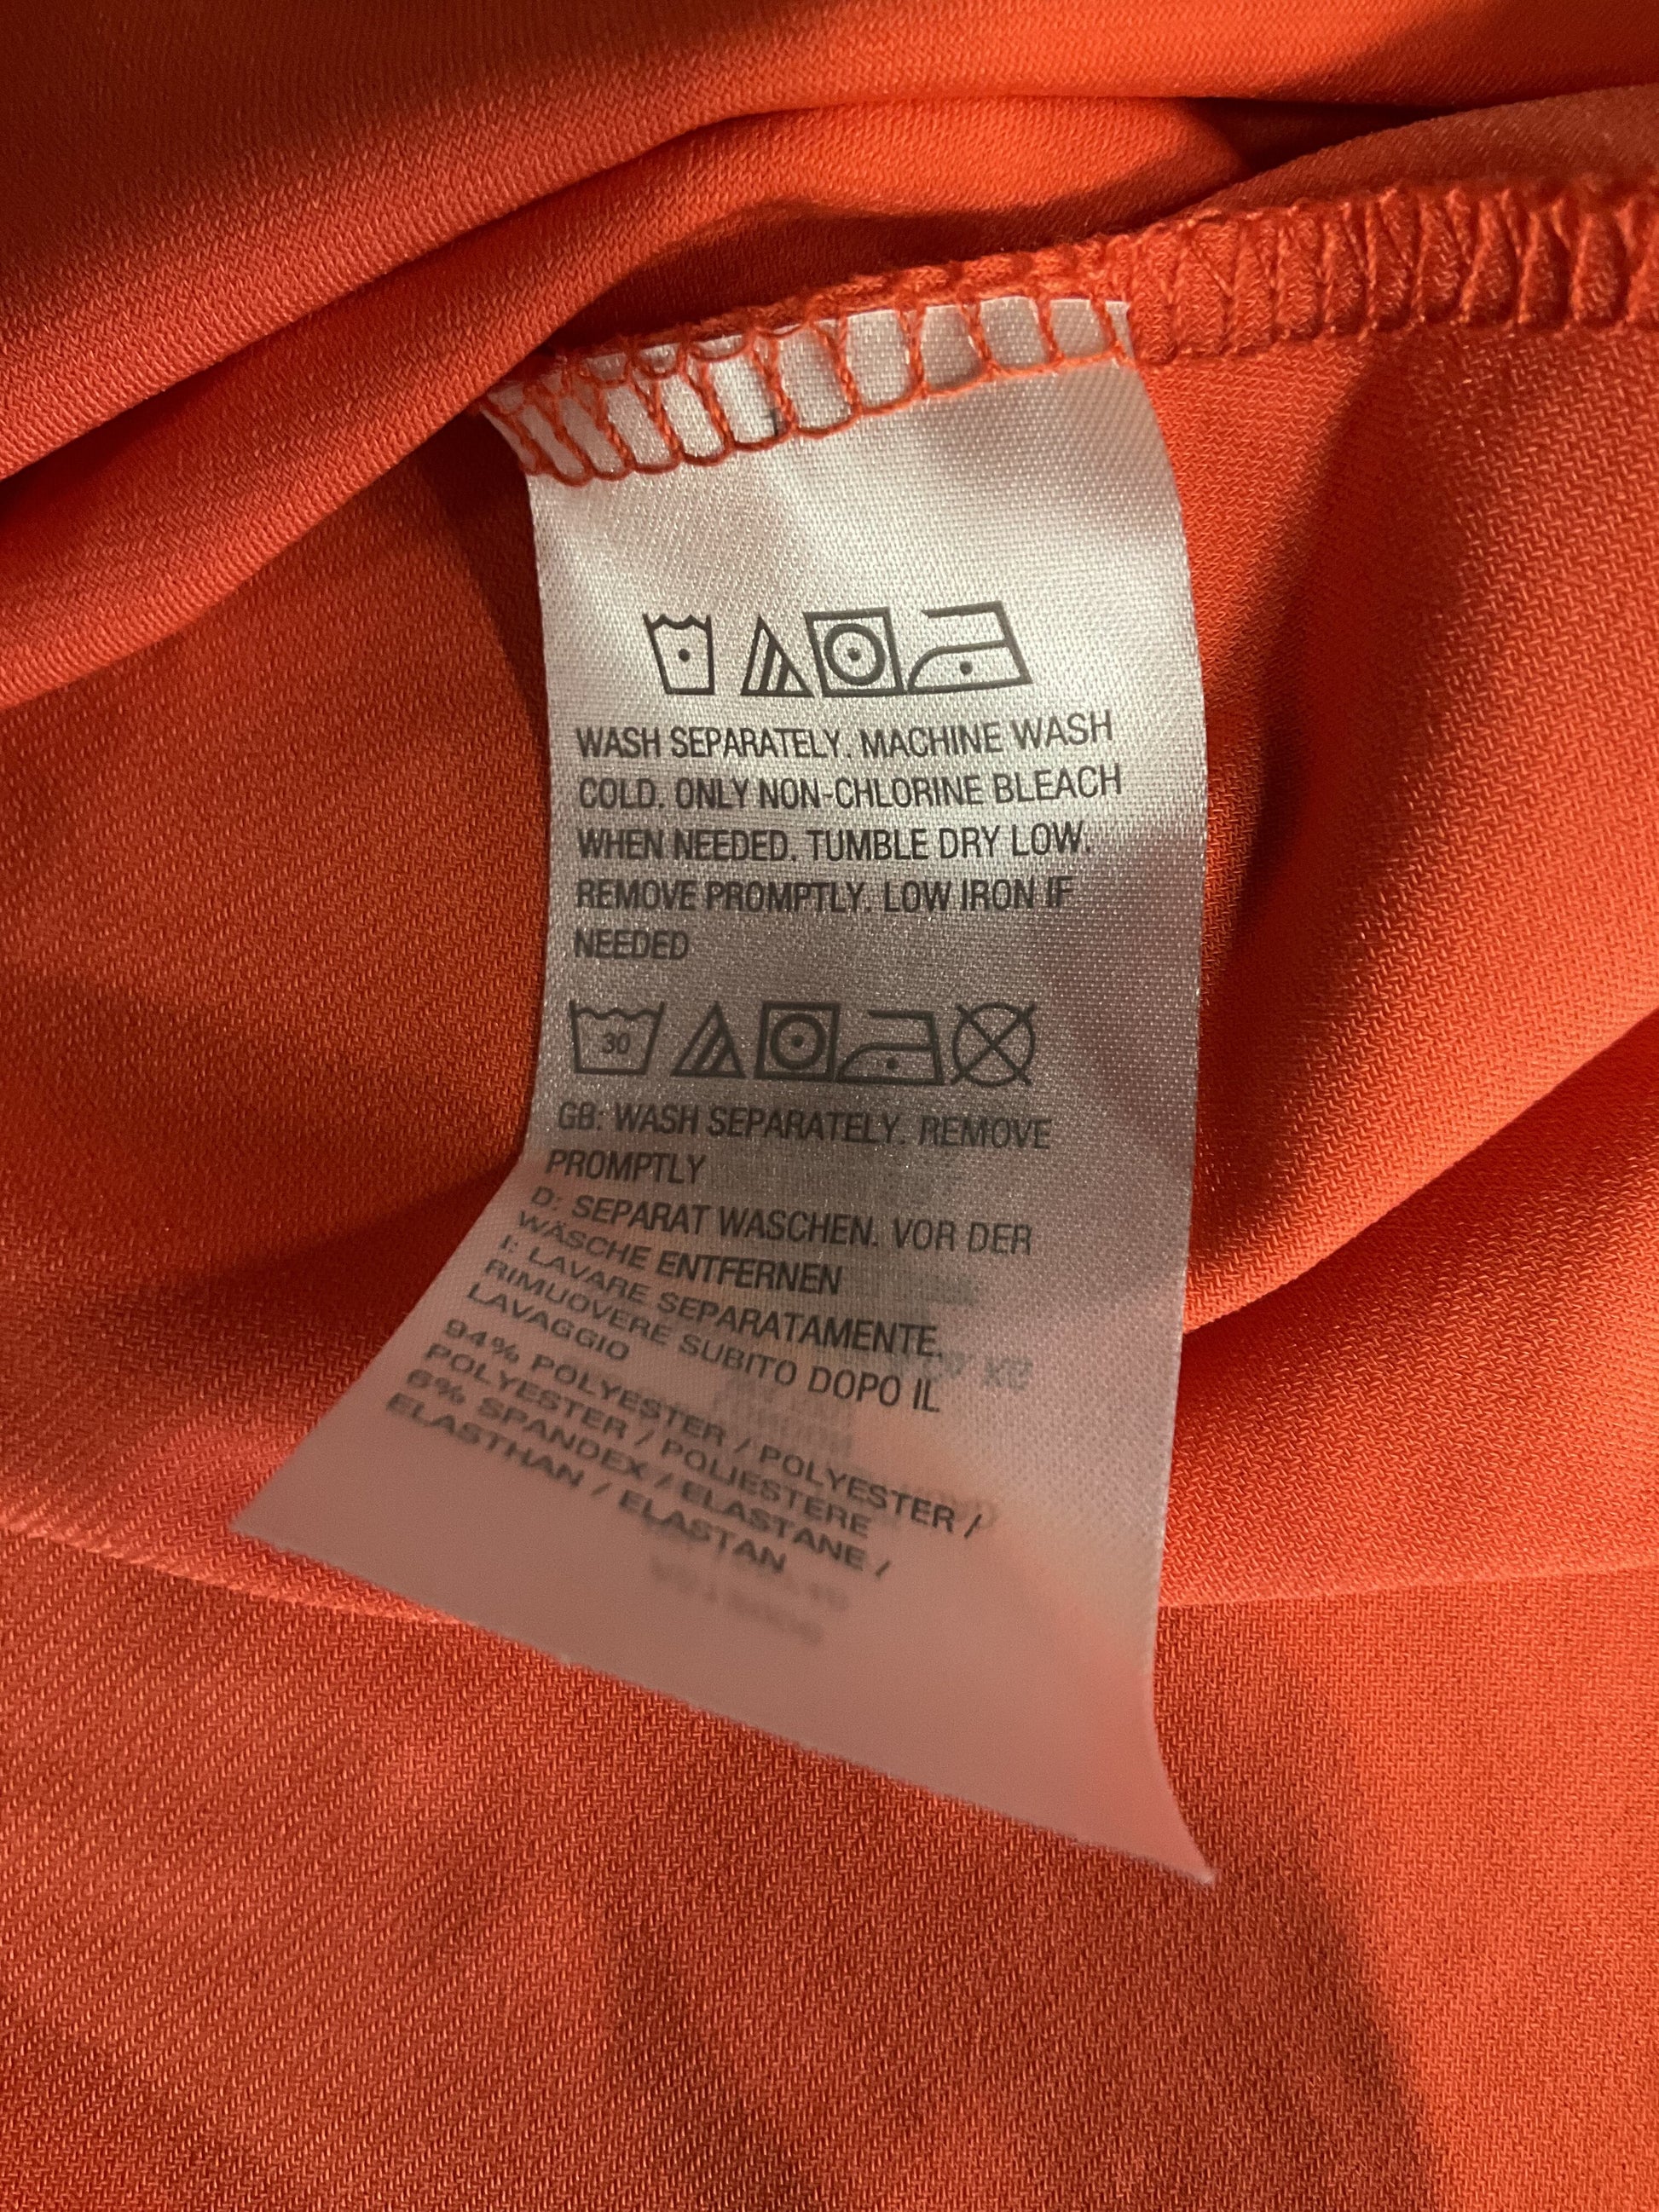 WASH SEPARATELY. MACHINE WASH
COLD. ONLY NON-CHLORINE BLEACH
WHEN NEEDED. TUMBLE DRY LOW.
REMOVE PROMPTLY. LOW IRON IF
NEEDED
30
GB: WASH SEPARATELY. REMOVE
PROMPTLY
D: SEPARAT WASCHEN. VOR DER
WÄSCHE ENTFERNEN
I: LAVARE SEPARATAMENTE.
RIMUOVERE SUBITO DOPO IL
LAVAGGIO
94% POLYESTER / POLYESTER /
POLYESTER / POLIESTERE
6% SPANDEX / ELASTANE /
ELASTHAN / ELASTAN